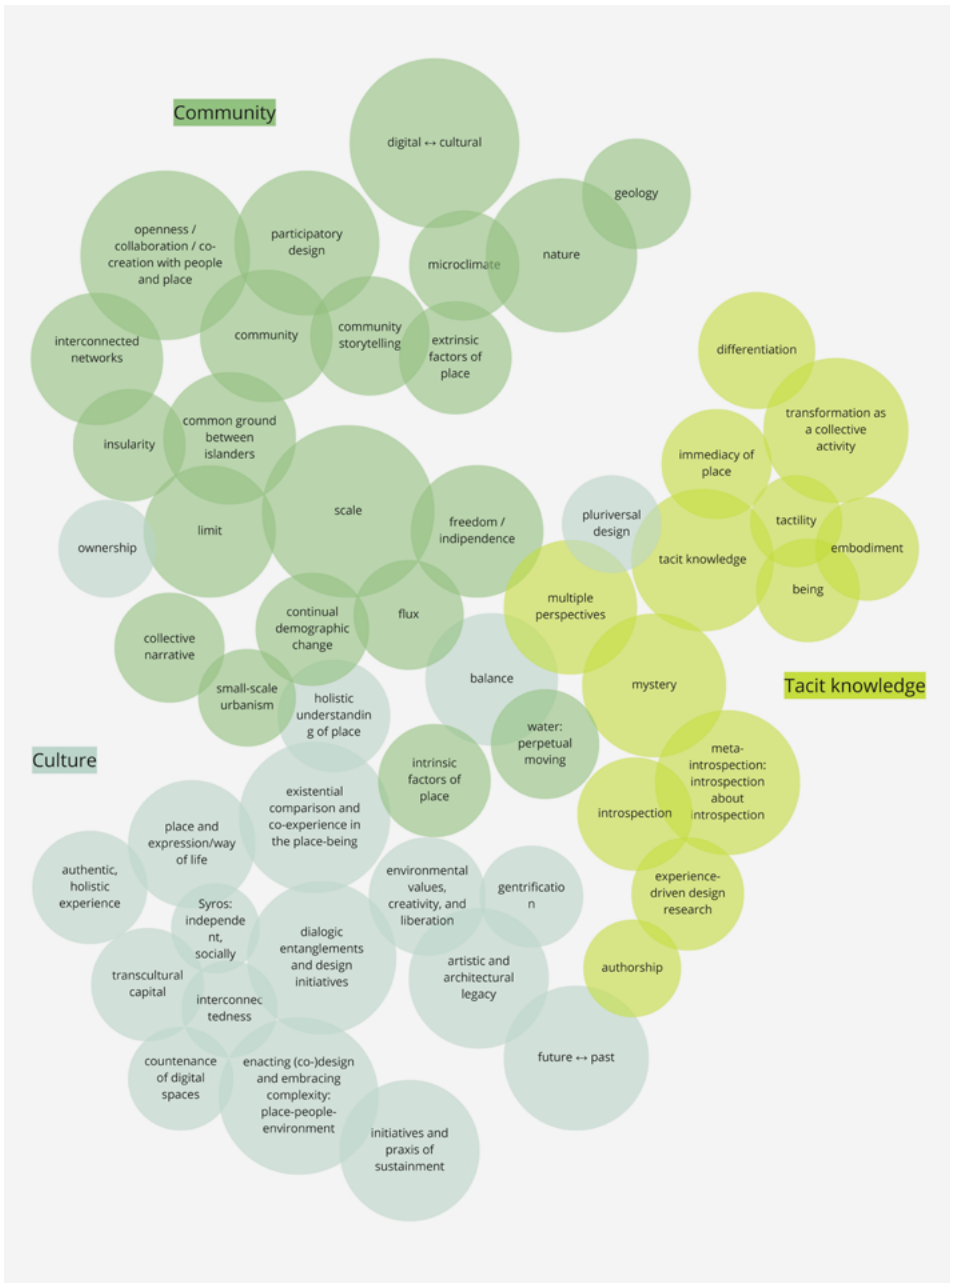 Community
digital ↔ cultural
geology
openness /
collaboration / co-
creation with people
and place
participatory
design
microclimate
nature
interconnected
networks
community
community
storytelling
extrinsic
factors of
place
differentiation
transformation as
a collective
activity
insularity
common ground
between
islanders
immediacy of
place
ownership
limit
scale
freedom /
indipendence
pluriversal
design
tacit knowledge
tactility
embodiment
being
collective
narrative
continual
demographic
change
flux
multiple
perspectives
small-scale
urbanism
holistic
understandin
g of place
balance
mystery
Tacit knowledge
Culture
water:
perpetual
moving
intrinsic
factors of
place
meta-
introspection:
introspection
about
introspection
introspection
existential
comparison and
co-experience in
the place-being
place and
expression/way
of life
authentic,
holistic
experience
environmental
values,
creativity, and
liberation
gentrificatio
n
experience-
driven design
research
Syros:
independe
nt,
socially
dialogic
entanglements
and design
initiatives
artistic and
architectural
legacy
authorship
transcultural
capital
interconnec
tedness
future ↔ past
countenance
of digital
spaces
enacting (co-)design
and embracing
complexity:
place-people-
environment
initiatives and
praxis of
sustainment